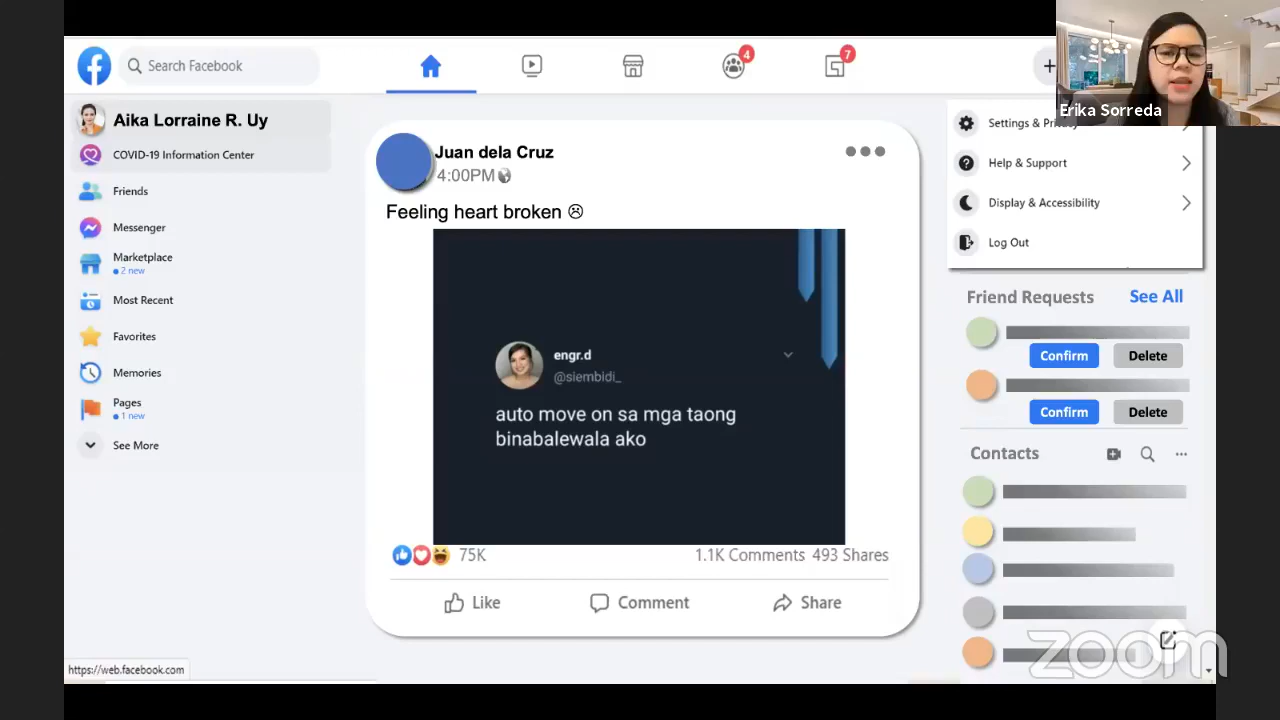 Search Facebook
4
7
Erika Sorreda
Aika Lorraine R. Uy
COVID-19 Information Center
Friends
Messenger
Marketplace
2 new
Most Recent
Favorites
Memories
Pages
1 new
See More
https://web.facebook.com
Juan dela Cruz
4:00PM
Feeling heart broken ☹
engr.d
@siembidi_
auto move on sa mga taong
binabalewala ako
75K
1.1K Comments 493 Shares
Like
Comment
Share
Settings & Privacy
Help & Support
Display & Accessibility
Log Out
Friend Requests
See All
Confirm
Delete
Confirm
Delete
Contacts
zoom